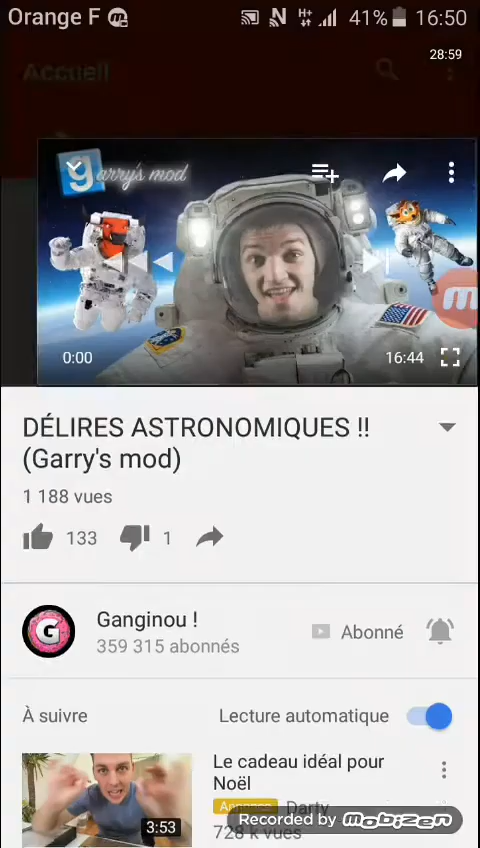 Orange F
H+
41%
16:50
28:59
Accueil
garry's mod
0:00
16:44
DÉLIRES ASTRONOMIQUES !!
(Garry's mod)
1 188 vues
133
1
Ganginou !
359 315 abonnés
Abonné
À suivre
Lecture automatique
Le cadeau idéal pour
Noël
Annonce Darty
3:53
728 k vues
Recorded by mobizen